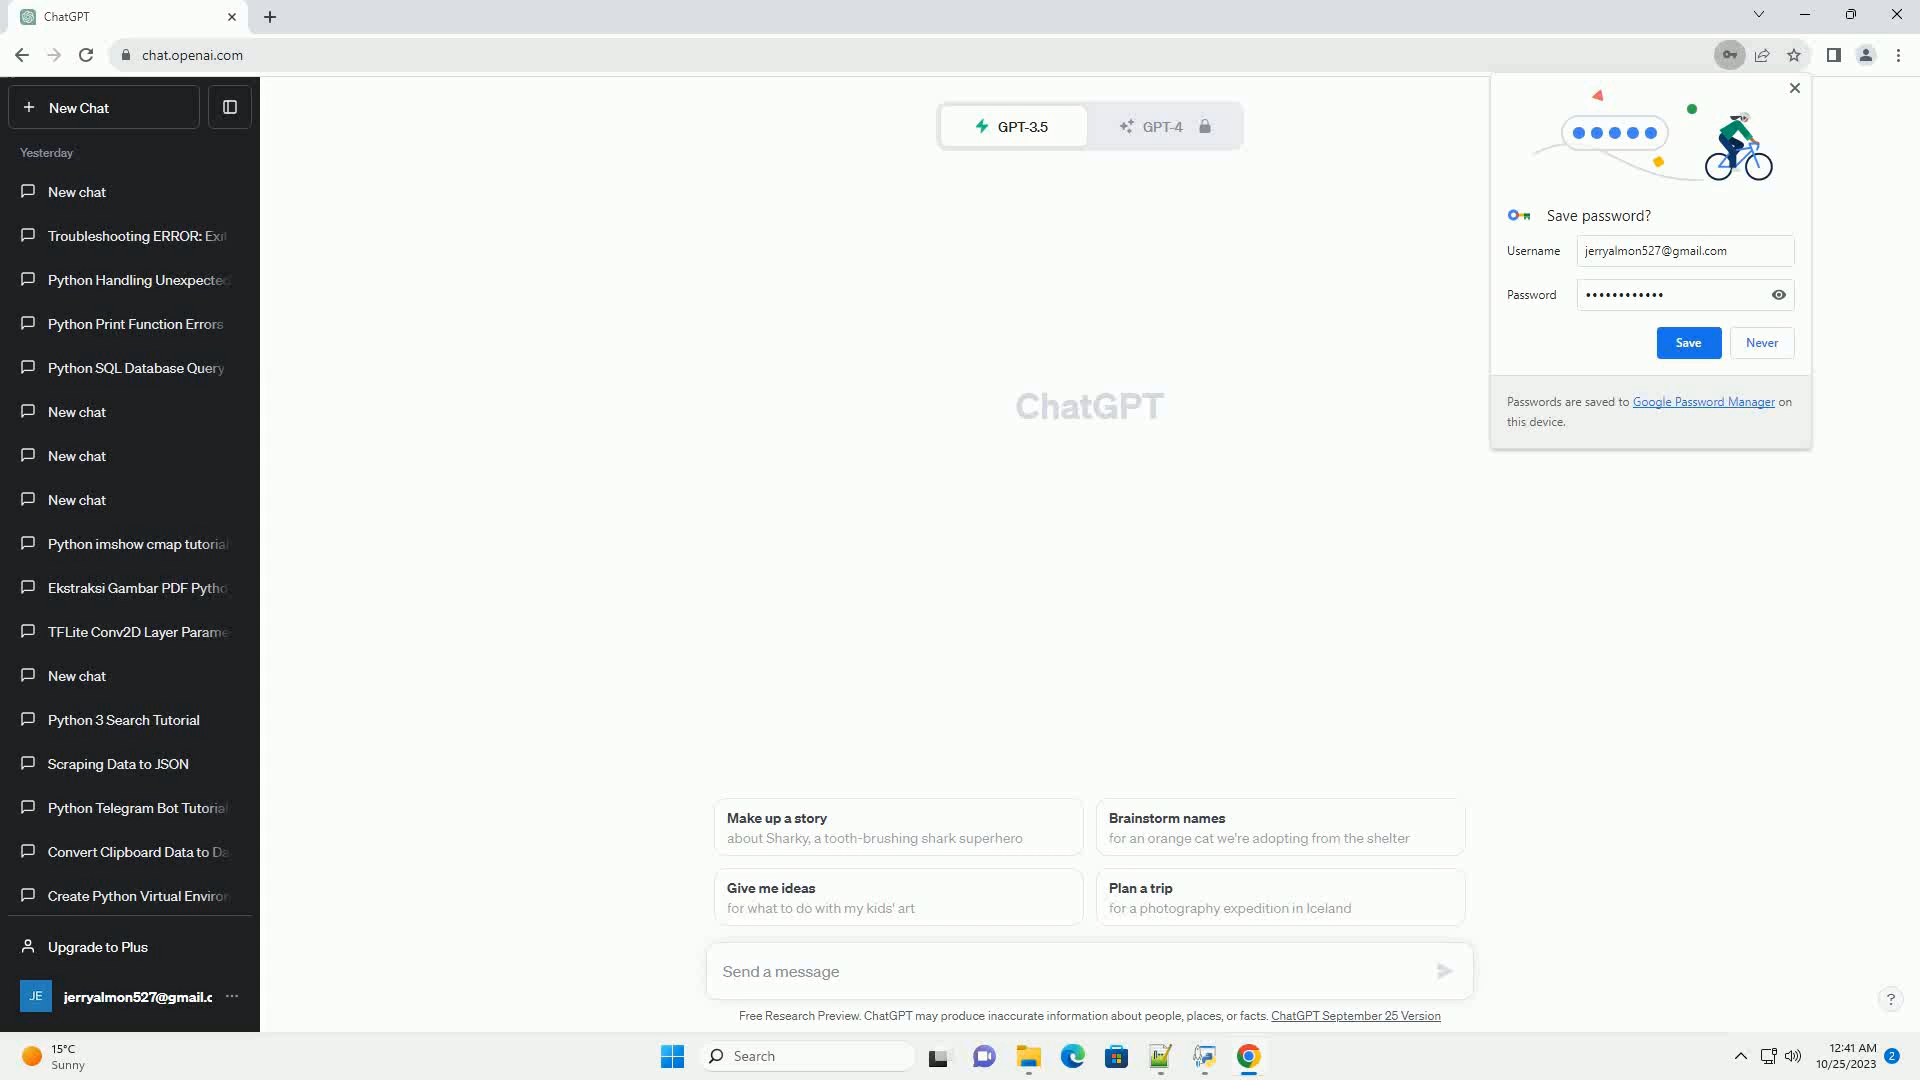 ChatGPT
chat.openai.com
New Chat
Yesterday
New chat
Troubleshooting ERROR: Exi
Python Handling Unexpected
Python Print Function Errors
Python SQL Database Query
New chat
New chat
New chat
Python imshow cmap tutorial
Ekstraksi Gambar PDF Pytho
TFLite Conv2D Layer Parame
New chat
Python 3 Search Tutorial
Scraping Data to JSON
Python Telegram Bot Tutorial
Convert Clipboard Data to Da
Create Python Virtual Environ
Upgrade to Plus
JE jerryalmon527@gmail.c
GPT-3.5
GPT-4
ChatGPT
Save password?
Username jerryalmon527@gmail.com
Password ••••••••••••
Save Never
Passwords are saved to Google Password Manager on
this device.
Make up a story
about Sharky, a tooth-brushing shark superhero
Brainstorm names
for an orange cat we're adopting from the shelter
Give me ideas
for what to do with my kids' art
Plan a trip
for a photography expedition in Iceland
Send a message
Free Research Preview. ChatGPT may produce inaccurate information about people, places, or facts. ChatGPT September 25 Version
?
15°C
Sunny
Search
12:41 AM
10/25/2023
2